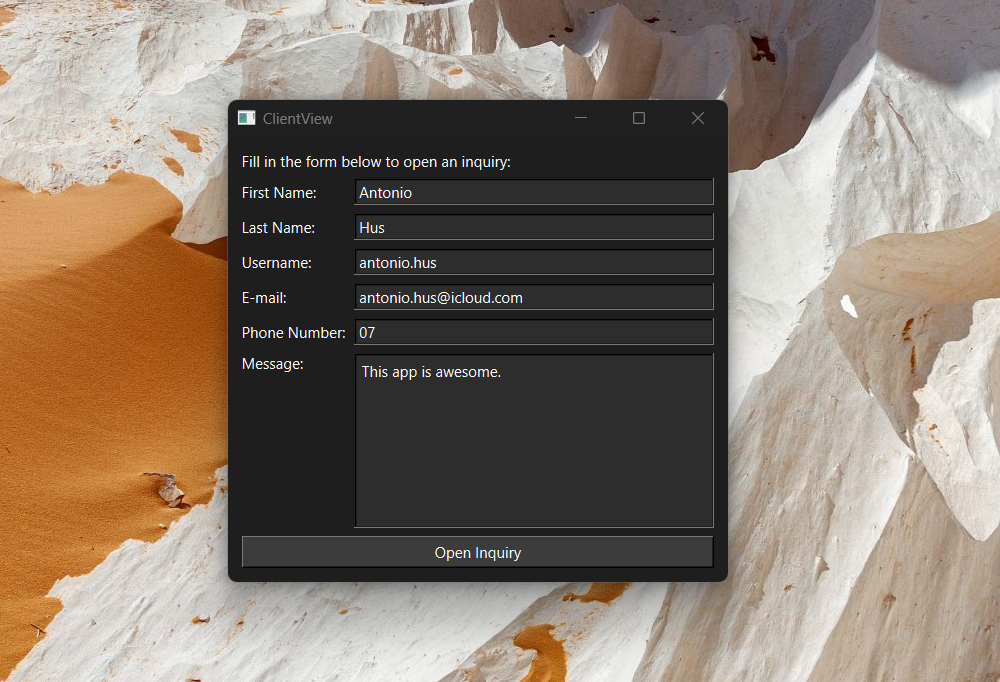 ClientView
Fill in the form below to open an inquiry:
First Name: Antonio
Last Name: Hus
Username: antonio.hus
E-mail: antonio.hus@icloud.com
Phone Number: 07
Message: This app is awesome.
Open Inquiry